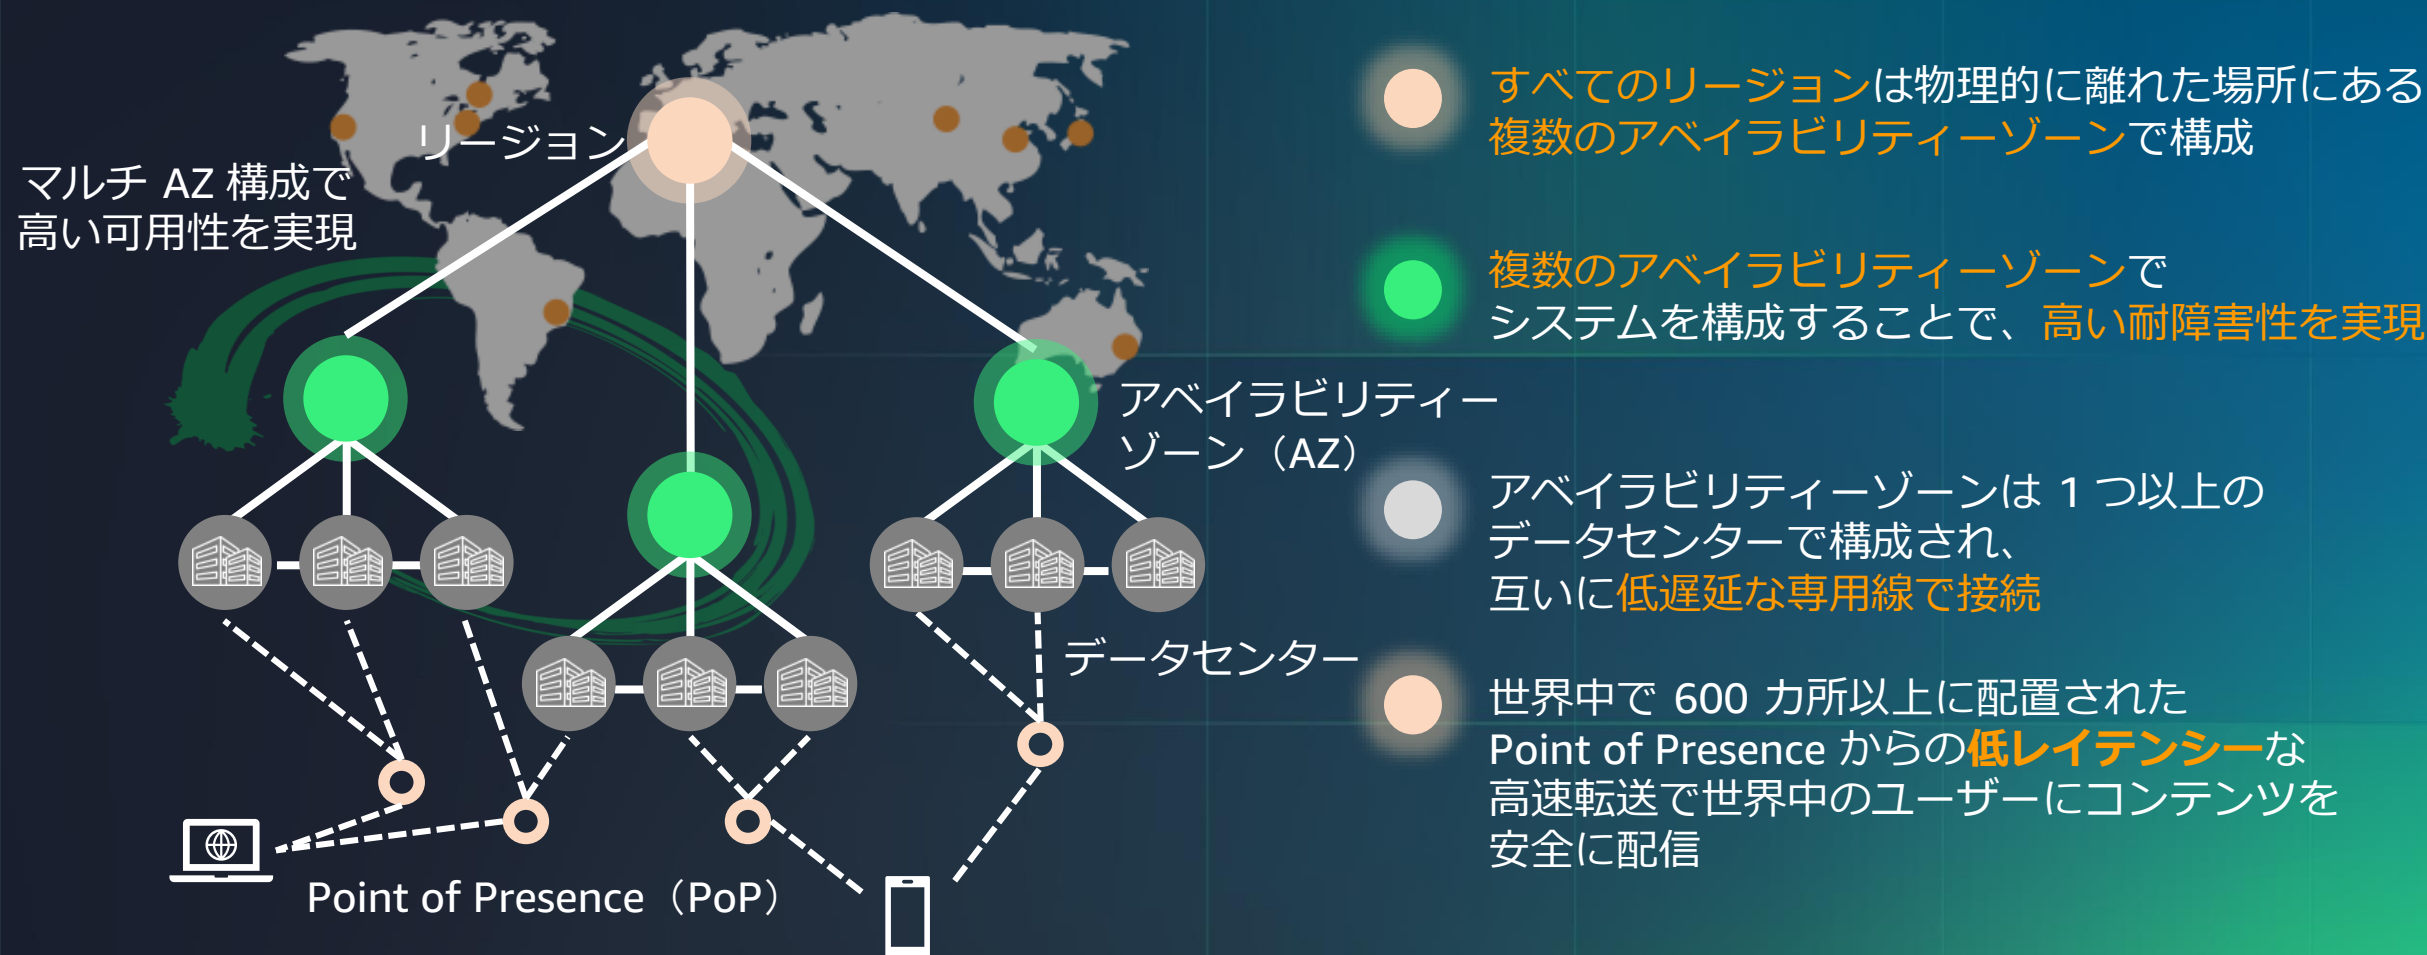 リージョン
マルチ AZ 構成で
高い可用性を実現
アベイラビリティー
ゾーン（AZ）
データセンター
Point of Presence（PoP）
すべてのリージョンは物理的に離れた場所にある
複数のアベイラビリティーゾーンで構成
複数のアベイラビリティーゾーンで
システムを構成することで、高い耐障害性を実現
アベイラビリティーゾーンは 1 つ以上の
データセンターで構成され、
互いに低遅延な専用線で接続
世界中で 600 カ所以上に配置された
Point of Presence からの低レイテンシーな
高速転送で世界中のユーザーにコンテンツを
安全に配信